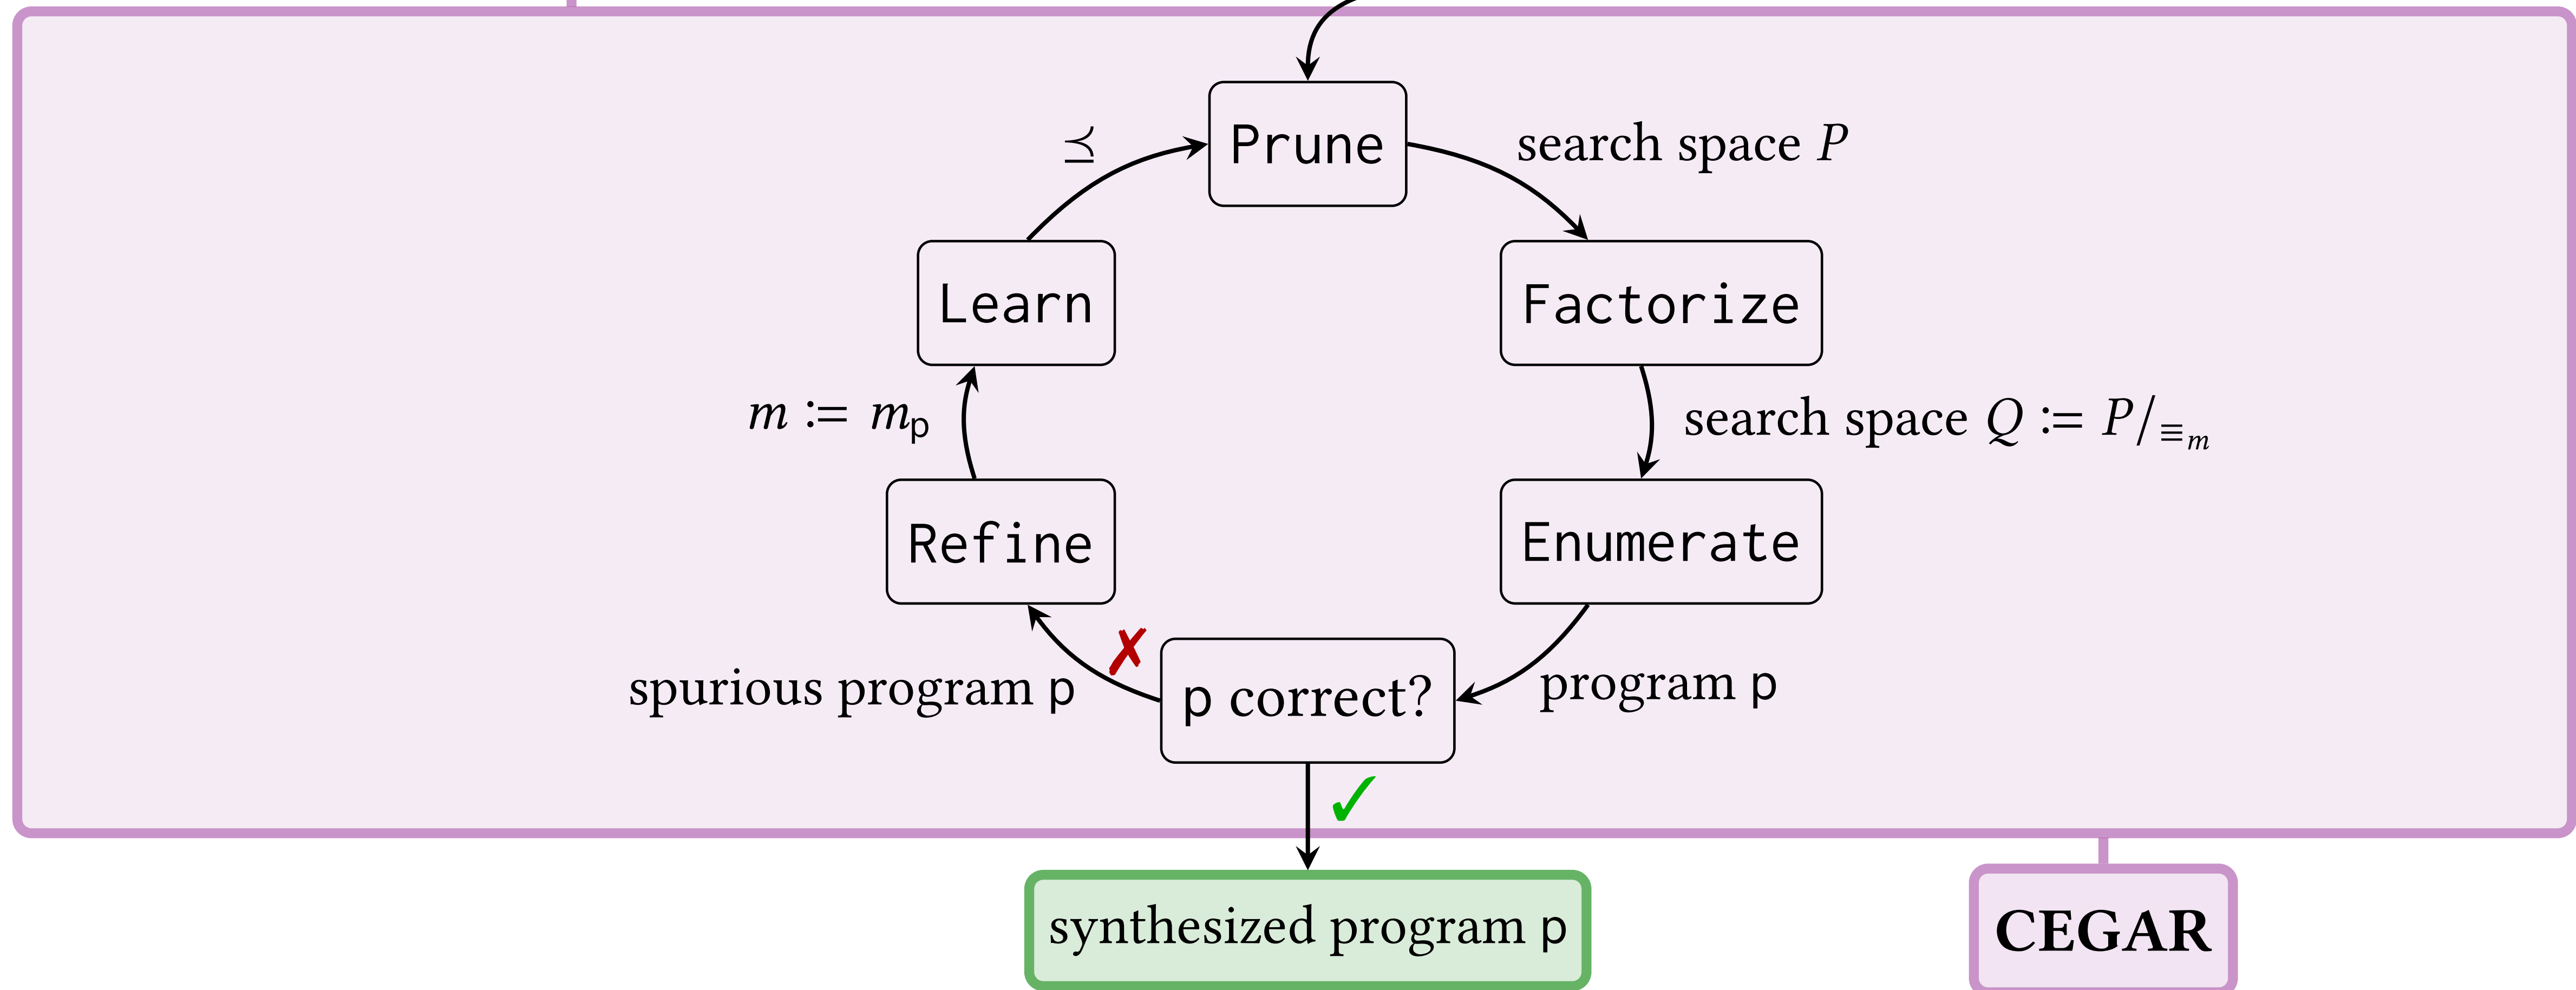 ⪯
Prune
search space P
Learn
Factorize
m := mₚ
search space Q := P/≡ₘ
Refine
Enumerate
✗
spurious program p
p correct?
program p
✓
synthesized program p
CEGAR